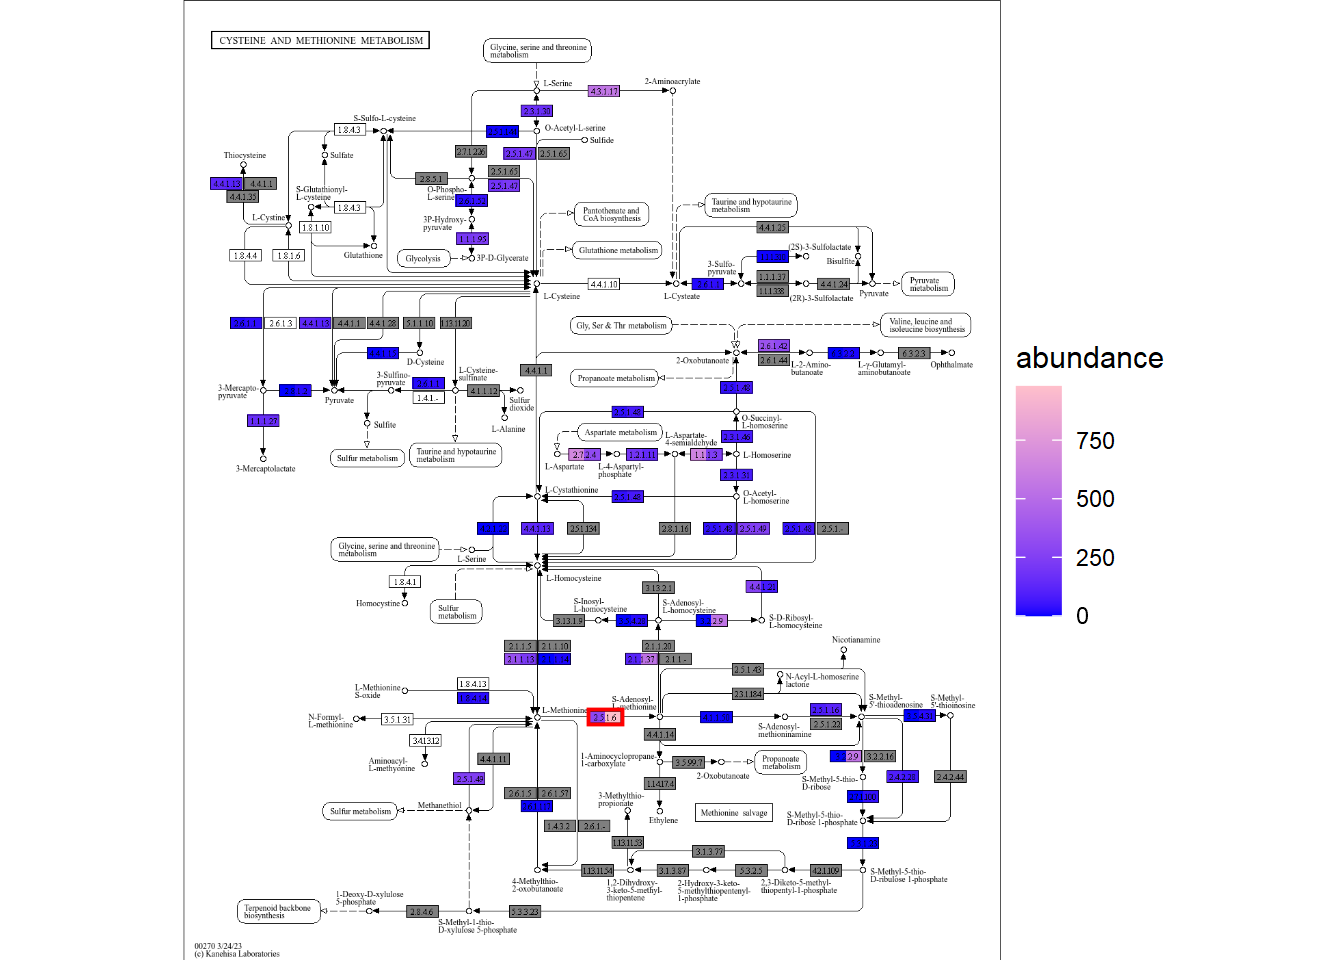 CYSTEINE AND METHIONINE METABOLISM
Glycine, serine and threonine
metabolism
L-Serine
2-Aminoacrylate
4.3.1.17
2.3.1.30
S-Sulfo-L-cysteine
1.8.4.3
O-Acetyl-L-serine
Sulfide
Thiocysteine
Sulfate
2.7.1.226
2.5.1.47
2.5.1.65
4.4.1.13
4.4.1.1
4.4.1.35
S-Glutathionyl-
L-cysteine
2.8.5.1
2.5.1.65
2.5.1.47
O-Phospho-
L-serine
2.6.1.52
1.8.4.3
L-Cystine
1.8.1.10
3P-Hydroxy-
pyruvate
1.1.1.95
Pantothenate and
CoA biosynthesis
Taurine and hypotaurine
metabolism
4.4.1.25
1.8.4.4
1.8.1.6
Glutathione
Glycolysis
3P-D-Glycerate
Glutathione metabolism
3-Sulfo-
pyruvate
(2S)-3-Sulfolactate
Bisulfite
L-Cysteine
4.4.1.10
L-Cysteate
2.6.1.1
1.1.1.37
1.1.1.338
4.4.1.24
(2R)-3-Sulfolactate
Pyruvate
Pyruvate
metabolism
2.6.1.1
2.6.1.3
4.4.1.13
4.4.1.1
4.4.1.28
5.1.1.10
1.13.11.20
Gly, Ser & Thr metabolism
Valine, leucine and
isoleucine biosynthesis
D-Cysteine
4.4.1.15
2-Oxobutanoate
2.6.1.42
2.6.1.44
6.3.2.2
6.3.2.3
L-2-Amino-
butanoate
L-γ-Glutamyl-
aminobutanoate
Ophthalmate
4.4.1.1
Propanoate metabolism
3-Mercapto-
pyruvate
2.8.1.2
Pyruvate
3-Sulfino-
pyruvate
2.6.1.1
1.4.1.-
L-Cysteine-
sulfinate
4.1.1.12
Sulfur
dioxide
2.5.1.48
1.1.1.27
Sulfite
L-Alanine
2.5.1.48
O-Succinyl-
L-homoserine
Aspartate metabolism
L-Aspartate-
4-semialdehyde
2.3.1.46
3-Mercaptolactate
Sulfur metabolism
Taurine and hypotaurine
metabolism
L-Aspartate
2.7.2.4
L-4-Aspartyl-
phosphate
1.2.1.11
1.1.1.3
L-Homoserine
2.3.1.31
L-Cystathionine
2.5.1.48
O-Acetyl-
L-homoserine
4.4.1.13
2.5.1.134
2.8.1.16
2.5.1.48
2.5.1.49
2.5.1.48
2.5.1.-
Glycine, serine and threonine
metabolism
L-Serine
L-Homocysteine
1.8.4.1
Homocystine
Sulfur
metabolism
3.13.2.1
4.4.1.21
S-Inosyl-
L-homocysteine
S-Adenosyl-
L-homocysteine
3.13.1.9
3.5.4.28
3.2.2.9
S-D-Ribosyl-
L-homocysteine
2.1.1.5
2.1.1.10
2.1.1.13
2.1.1.14
2.1.1.20
2.1.1.37
2.1.1.-
Nicotianamine
2.5.1.43
N-Acyl-L-homoserine
lactone
L-Methionine
S-oxide
1.8.4.13
1.8.4.14
2.3.1.184
N-Formyl-
L-methionine
3.5.1.31
L-Methionine
2.5.1.6
S-Adenosyl-
L-methionine
4.1.1.50
S-Adenosyl-
methioninamine
2.5.1.16
2.5.1.22
S-Methyl-
5'-thioadenosine
3.5.4.31
S-Methyl-
5'-thioinosine
3.4.13.12
Aminoacyl-
L-methyonine
4.4.1.11
2.5.1.49
4.4.1.14
1-Aminocyclopropane-
1-carboxylate
3.5.99.7
2-Oxobutanoate
Propanoate
metabolism
3.2.2.9
3.2.2.16
S-Methyl-5-thio-
D-ribose
2.4.2.28
2.4.2.44
1.14.17.4
2.7.1.100
Sulfur metabolism
Methanethiol
2.6.1.5
2.6.1.57
3-Methylthio-
propionate
Ethylene
Methionine salvage
S-Methyl-5-thio-
D-ribose 1-phosphate
1.4.3.2
2.6.1.-
1.13.11.53
3.1.3.77
4-Methylthio-
2-oxobutanoate
1.13.11.54
1,2-Dihydroxy-
3-keto-5-methyl
thiopentene
3.1.3.87
2-Hydroxy-3-keto-
5-methylthiopentenyl-
1-phosphate
5.3.2.5
2,3-Diketo-5-methyl-
thiopentyl-1-phosphate
4.2.1.109
S-Methyl-5-thio-
D-ribulose 1-phosphate
Terpenoid backbone
biosynthesis
1-Deoxy-D-xylulose
5-phosphate
2.8.4.6
S-Methyl-1-thio-
D-xylulose 5-phosphate
5.3.3.23
00270 3/24/23
(c) Kanehisa Laboratories
abundance
750
500
250
0